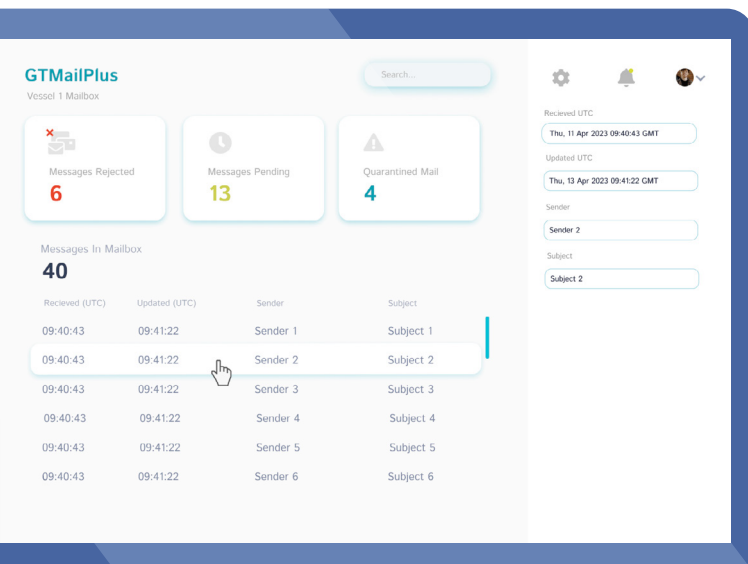 GTMailPlus
Vessel 1 Mailbox
Search...
Messages Rejected
6
Messages Pending
13
Quarantined Mail
4
Messages In Mailbox
40
Recieved (UTC) Updated (UTC) Sender Subject
09:40:43 09:41:22 Sender 1 Subject 1
09:40:43 09:41:22 Sender 2 Subject 2
09:40:43 09:41:22 Sender 3 Subject 3
09:40:43 09:41:22 Sender 4 Subject 4
09:40:43 09:41:22 Sender 5 Subject 5
09:40:43 09:41:22 Sender 6 Subject 6
Recieved UTC
Thu, 11 Apr 2023 09:40:43 GMT
Updated UTC
Thu, 13 Apr 2023 09:41:22 GMT
Sender
Sender 2
Subject
Subject 2